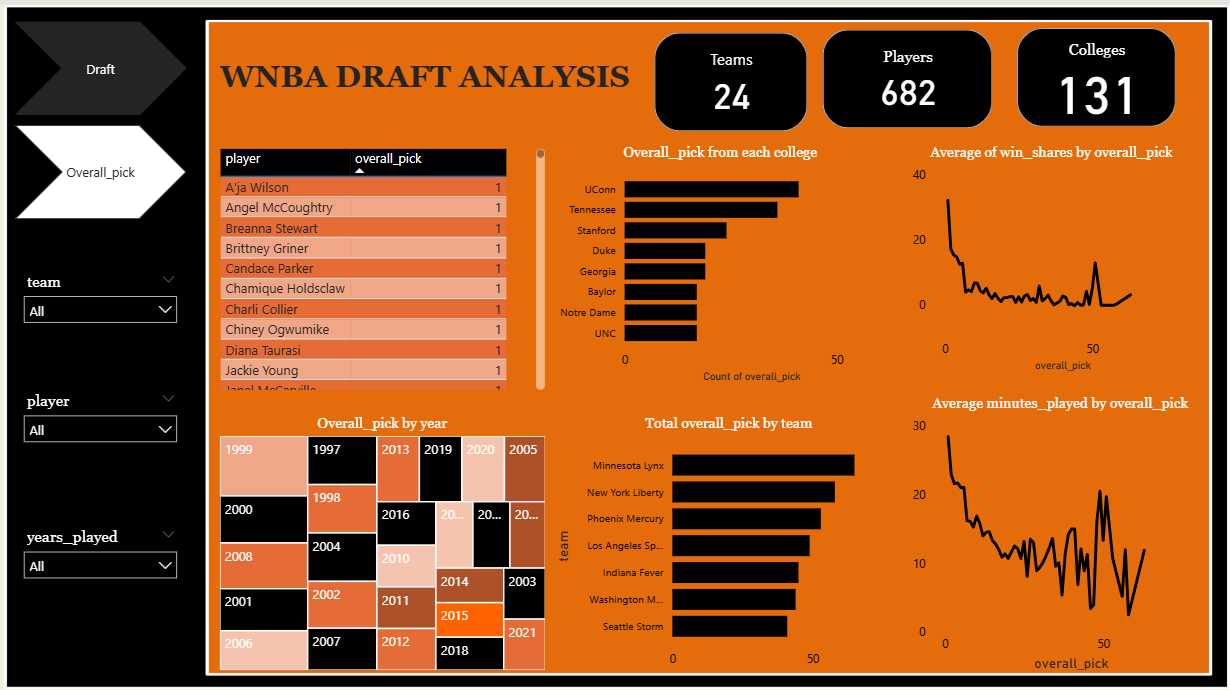 Draft
Overall_pick
team
All
player
All
years_played
All
WNBA DRAFT ANALYSIS
Teams
24
Players
682
Colleges
131
player overall_pick
A'ja Wilson 1
Angel McCoughtry 1
Breanna Stewart 1
Brittney Griner 1
Candace Parker 1
Chamique Holdsclaw 1
Charli Collier 1
Chiney Ogwumike 1
Diana Taurasi 1
Jackie Young 1
Janel McCarville 1
Overall_pick from each college
UConn
Tennessee
Stanford
Duke
Georgia
Baylor
Notre Dame
UNC
0 50
Count of overall_pick
Average of win_shares by overall_pick
40
20
0
0 50
overall_pick
Overall_pick by year
1999
2000
2008
2001
2006
1997
1998
2004
2002
2007
2013
2019
2020
2005
2016
2010
2011
2012
20...
20...
20...
2014
2015
2018
2003
2021
Total overall_pick by team
team
Minnesota Lynx
New York Liberty
Phoenix Mercury
Los Angeles Sp...
Indiana Fever
Washington M...
Seattle Storm
0 50
Average minutes_played by overall_pick
30
20
10
0
0 50
overall_pick